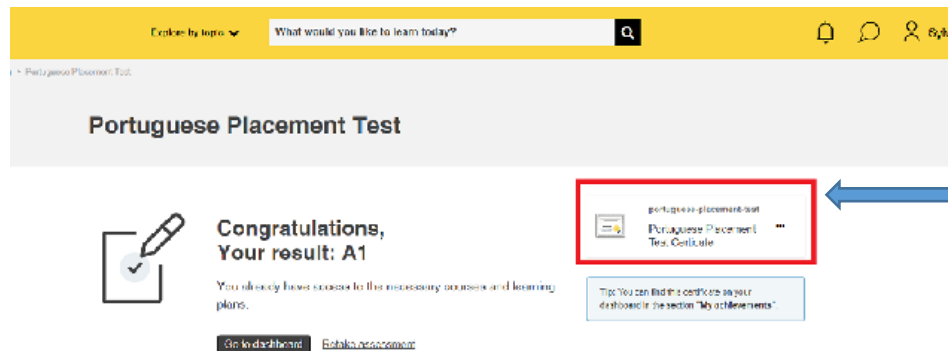 Explore by topic
What would you like to learn today?
Portuguese Placement Test
Portuguese Placement Test
portuguese-placement-test
Portuguese Placement
Test Certicate
Congratulations,
Your result: A1
You already have access to the necessary courses and learning
plans.
Tip: You can find this certificate on your
dashboard in the section "My achievements".
Go to dashboard Retake assessment